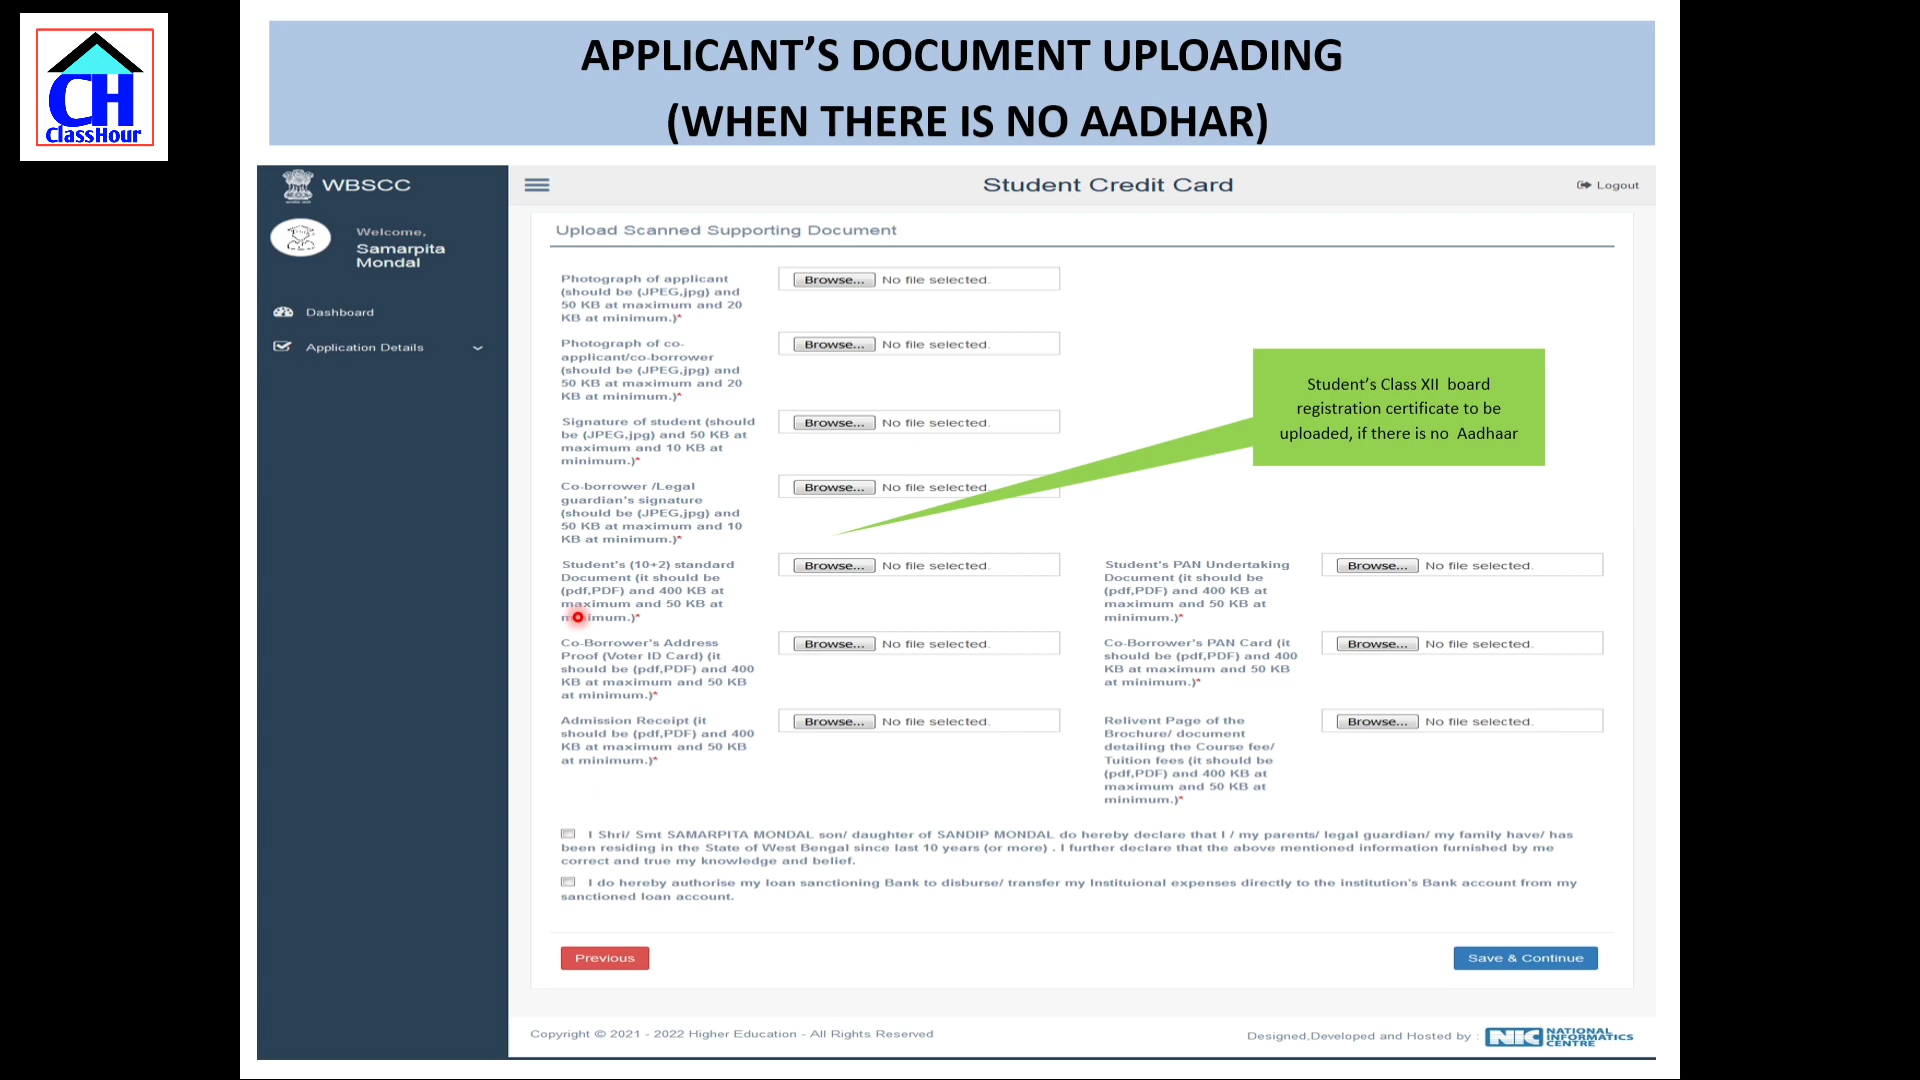 CH
ClassHour
APPLICANT’S DOCUMENT UPLOADING
(WHEN THERE IS NO AADHAR)
WBSCC
Student Credit Card
Logout
Welcome,
Samarpita
Mondal
Dashboard
Application Details
Upload Scanned Supporting Document
Photograph of applicant
(should be (JPEG,jpg) and
50 KB at maximum and 20
KB at minimum.)*
Browse... No file selected.
Photograph of co-
applicant/co-borrower
(should be (JPEG,jpg) and
50 KB at maximum and 20
KB at minimum.)*
Browse... No file selected.
Signature of student (should
be (JPEG,jpg) and 50 KB at
maximum and 10 KB at
minimum.)*
Browse... No file selected.
Co-borrower /Legal
guardian's signature
(should be (JPEG,jpg) and
50 KB at maximum and 10
KB at minimum.)*
Browse... No file selected.
Student’s Class XII board
registration certificate to be
uploaded, if there is no Aadhaar
Student's (10+2) standard
Document (it should be
(pdf,PDF) and 400 KB at
maximum and 50 KB at
minimum.)*
Browse... No file selected.
Student's PAN Undertaking
Document (it should be
(pdf,PDF) and 400 KB at
maximum and 50 KB at
minimum.)*
Browse... No file selected.
Co-Borrower's Address
Proof (Voter ID Card) (it
should be (pdf,PDF) and 400
KB at maximum and 50 KB
at minimum.)*
Browse... No file selected.
Co-Borrower's PAN Card (it
should be (pdf,PDF) and 400
KB at maximum and 50 KB
at minimum.)*
Browse... No file selected.
Admission Receipt (it
should be (pdf,PDF) and 400
KB at maximum and 50 KB
at minimum.)*
Browse... No file selected.
Relivent Page of the
Brochure/ document
detailing the Course fee/
Tuition fees (it should be
(pdf,PDF) and 400 KB at
maximum and 50 KB at
minimum.)*
Browse... No file selected.
I Shri/ Smt SAMARPITA MONDAL son/ daughter of SANDIP MONDAL do hereby declare that I / my parents/ legal guardian/ my family have/ has
been residing in the State of West Bengal since last 10 years (or more) . I further declare that the above mentioned information furnished by me
correct and true my knowledge and belief.
I do hereby authorise my loan sanctioning Bank to disburse/ transfer my Instituional expenses directly to the institution's Bank account from my
sanctioned loan account.
Previous
Save & Continue
Copyright © 2021 - 2022 Higher Education - All Rights Reserved
Designed,Developed and Hosted by :
NIC NATIONAL
INFORMATICS
CENTRE